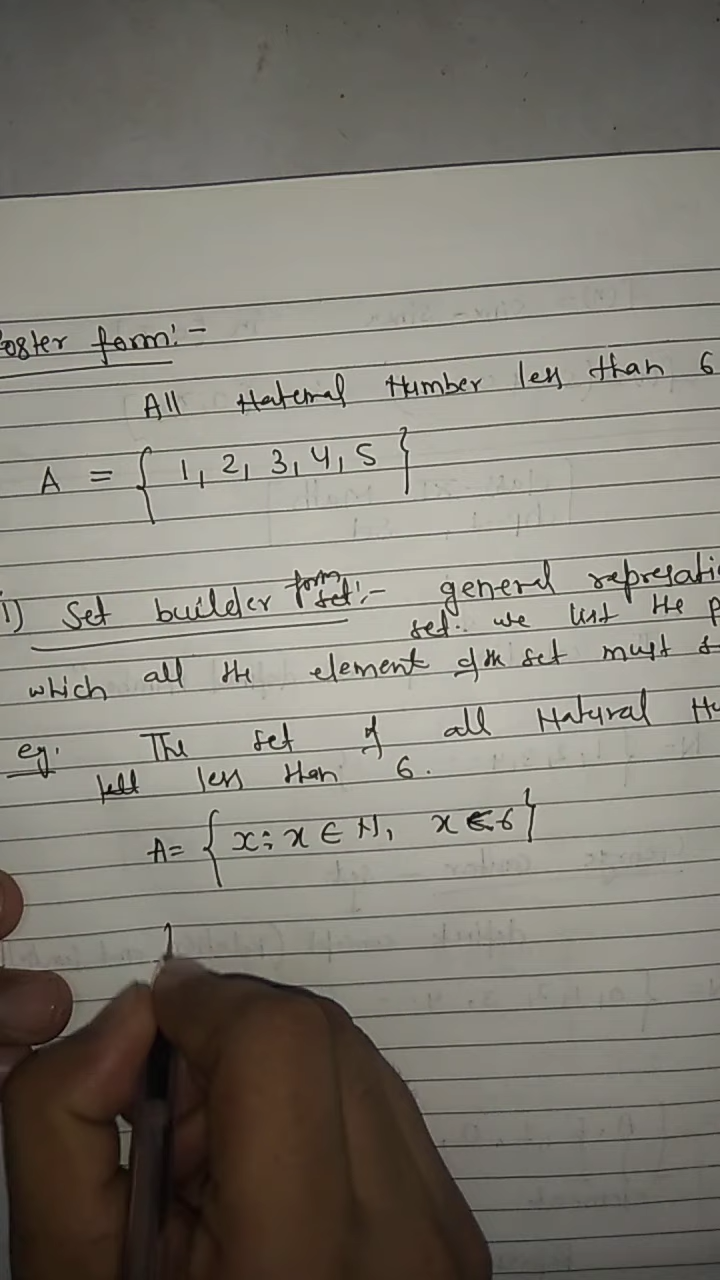 oster form:-
All Natural Number less than 6
A = { 1, 2, 3, 4, 5 }
i) Set builder form set:- general represati
set. we list the p
which all the element of the set must s
eg. The set of all Natural Nu
less than 6.
A= { x: x ∈ N, x < 6 }